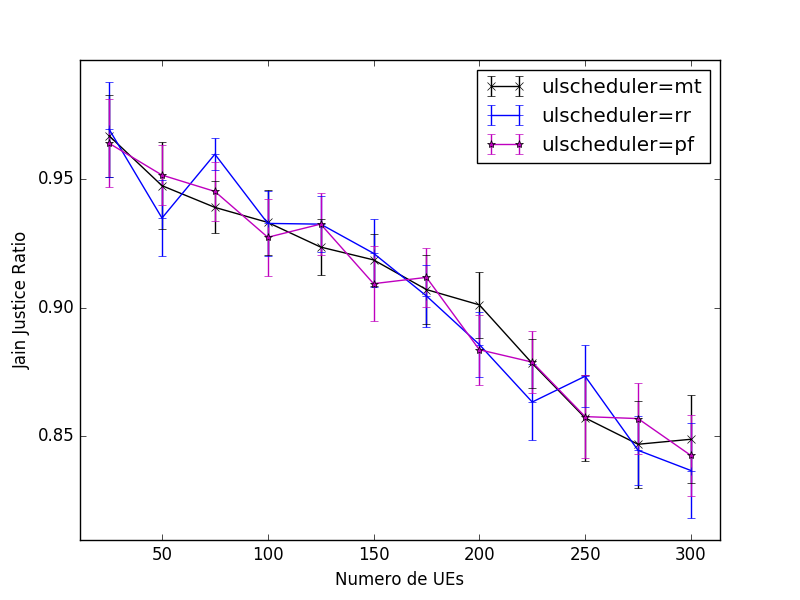 ulscheduler=mt
ulscheduler=rr
ulscheduler=pf
0.95
0.90
0.85
Jain Justice Ratio
50 100 150 200 250 300
Numero de UEs